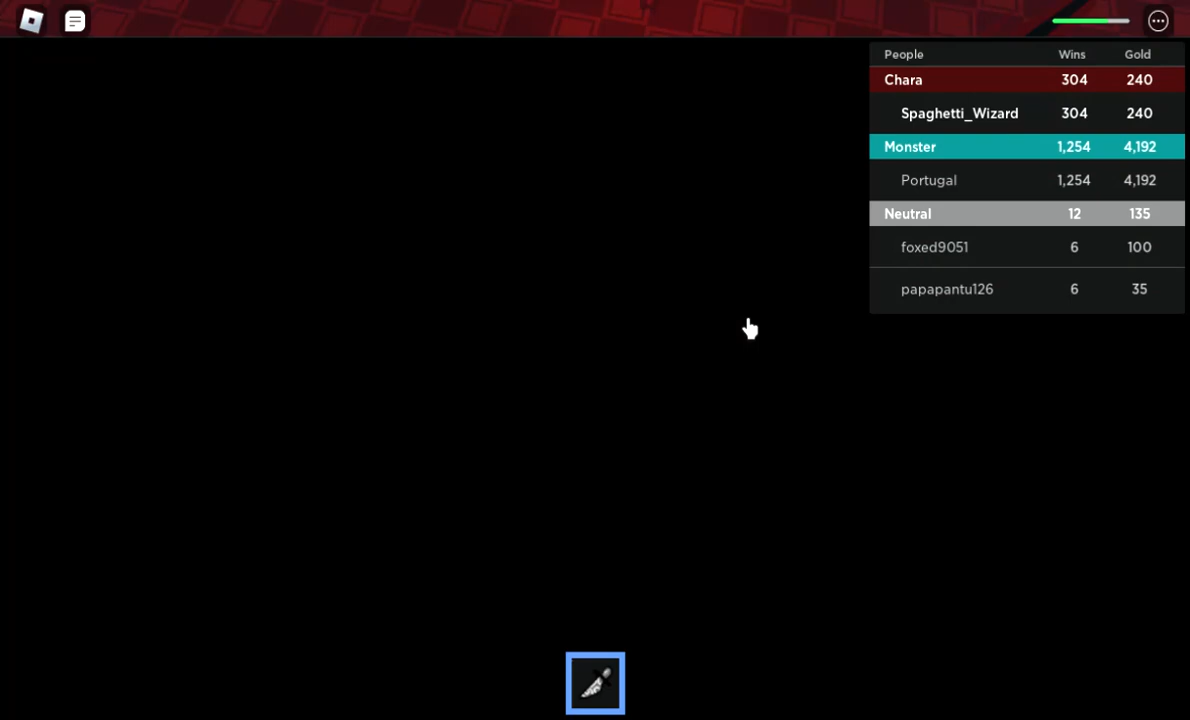 People Wins Gold
Chara 304 240
Spaghetti_Wizard 304 240
Monster 1,254 4,192
Portugal 1,254 4,192
Neutral 12 135
foxed9051 6 100
papapantu126 6 35